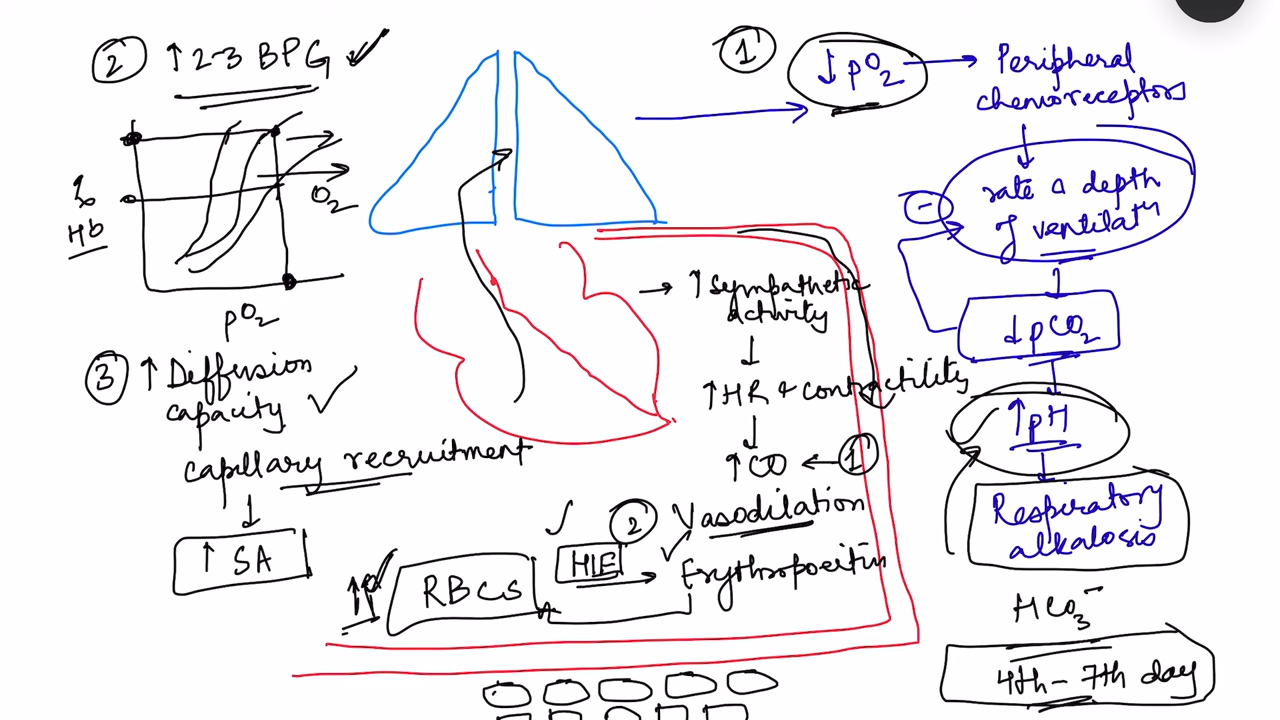 ② ↑ 2-3 BPG ✓
% Hb
O₂
pO₂
③ ↑ Diffusion
capacity ✓
capillary recruitment
↓
↑ SA
① ↓ pO₂ → Peripheral
chemoreceptors
↓
rate & depth
of ventilatn
⊖
↓
↓ pCO₂
↓
↑ pH
↓
Respiratory
alkalosis
HCO₃⁻
4th - 7th day
→ ↑ Sympathetic
activity
↓
↑ HR + contractility
↓
↑ CO ← ①
② Vasodilation
HIF → Erythropoeitin
↑↑ RBCs